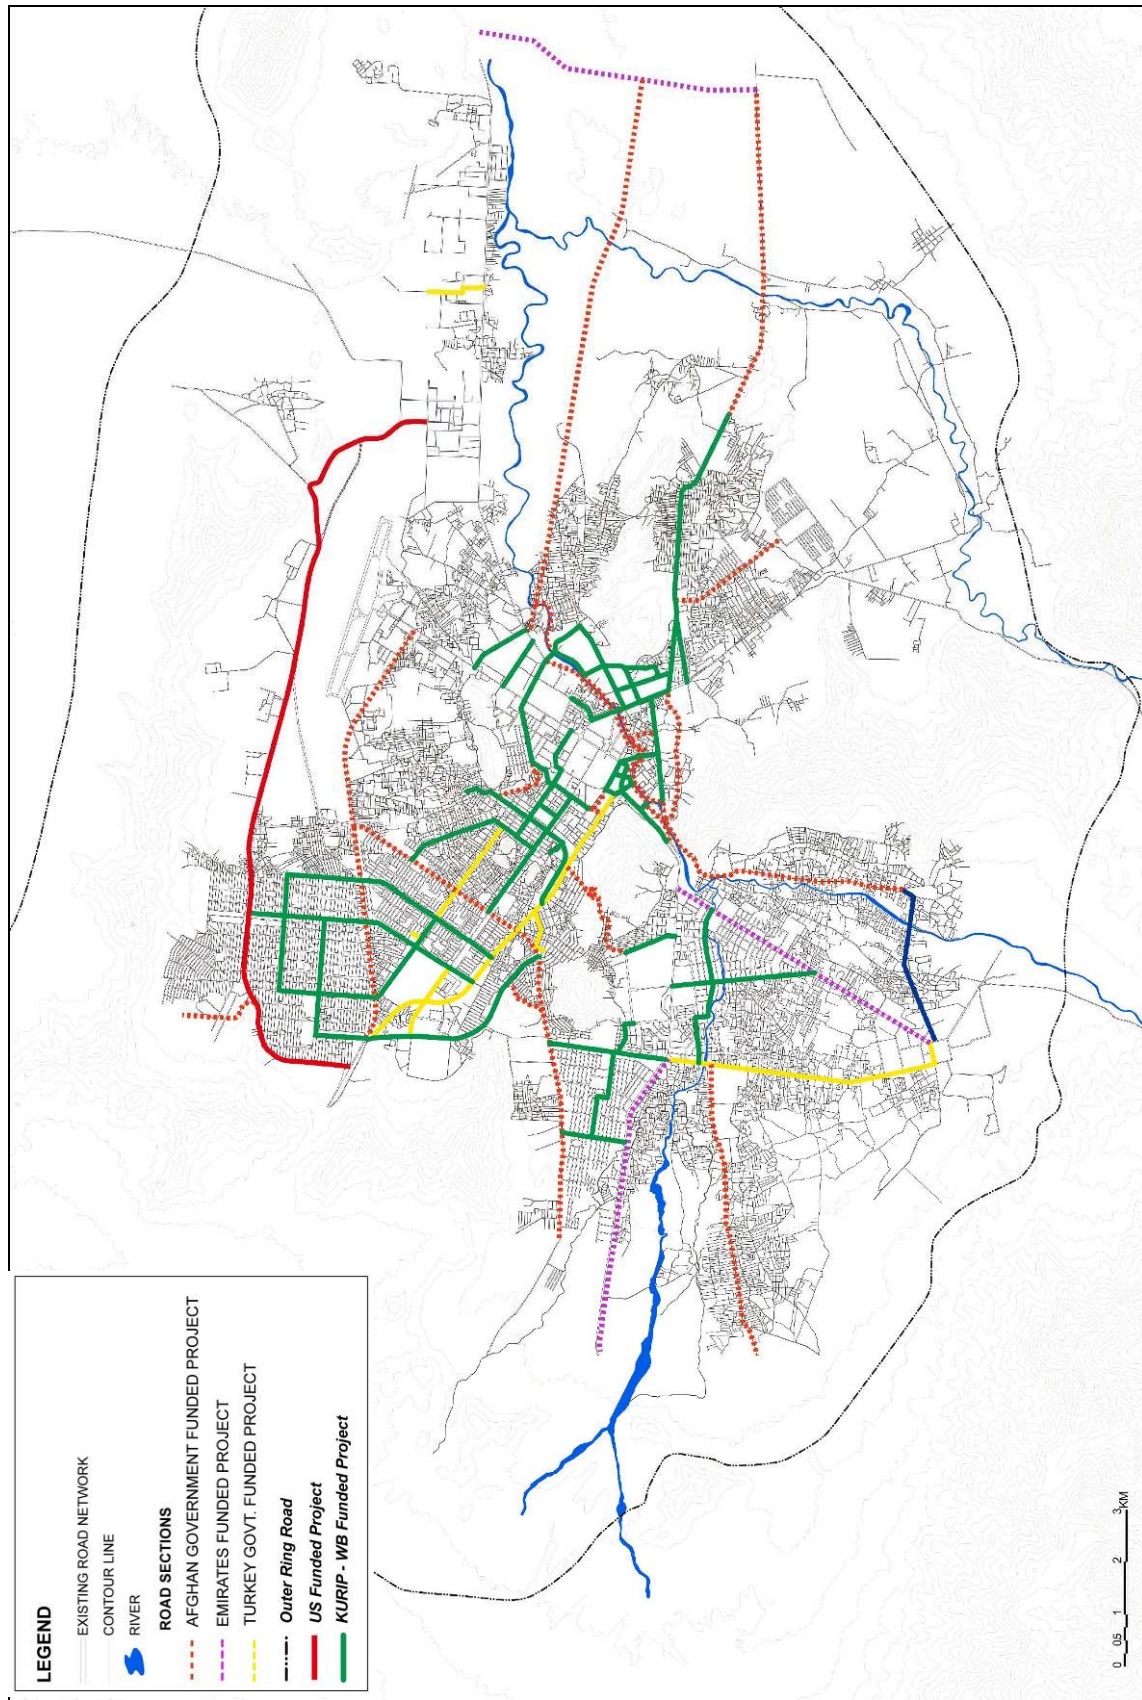 LEGEND
EXISTING ROAD NETWORK
CONTOUR LINE
RIVER
ROAD SECTIONS
AFGHAN GOVERNMENT FUNDED PROJECT
EMIRATES FUNDED PROJECT
TURKEY GOVT. FUNDED PROJECT
Outer Ring Road
US Funded Project
KURIP - WB Funded Project
0 0.5 1 2 3
KM